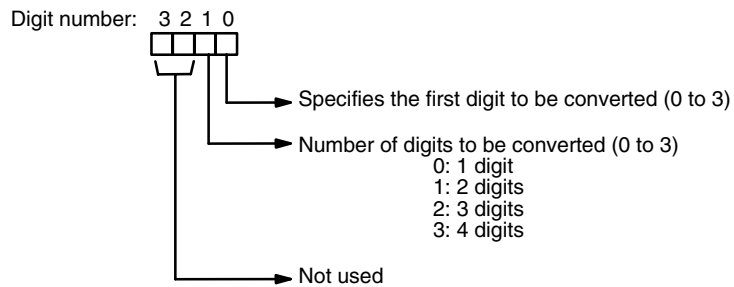 Digit number: 3 2 1 0
Specifies the first digit to be converted (0 to 3)
Number of digits to be converted (0 to 3)
0: 1 digit
1: 2 digits
2: 3 digits
3: 4 digits
Not used